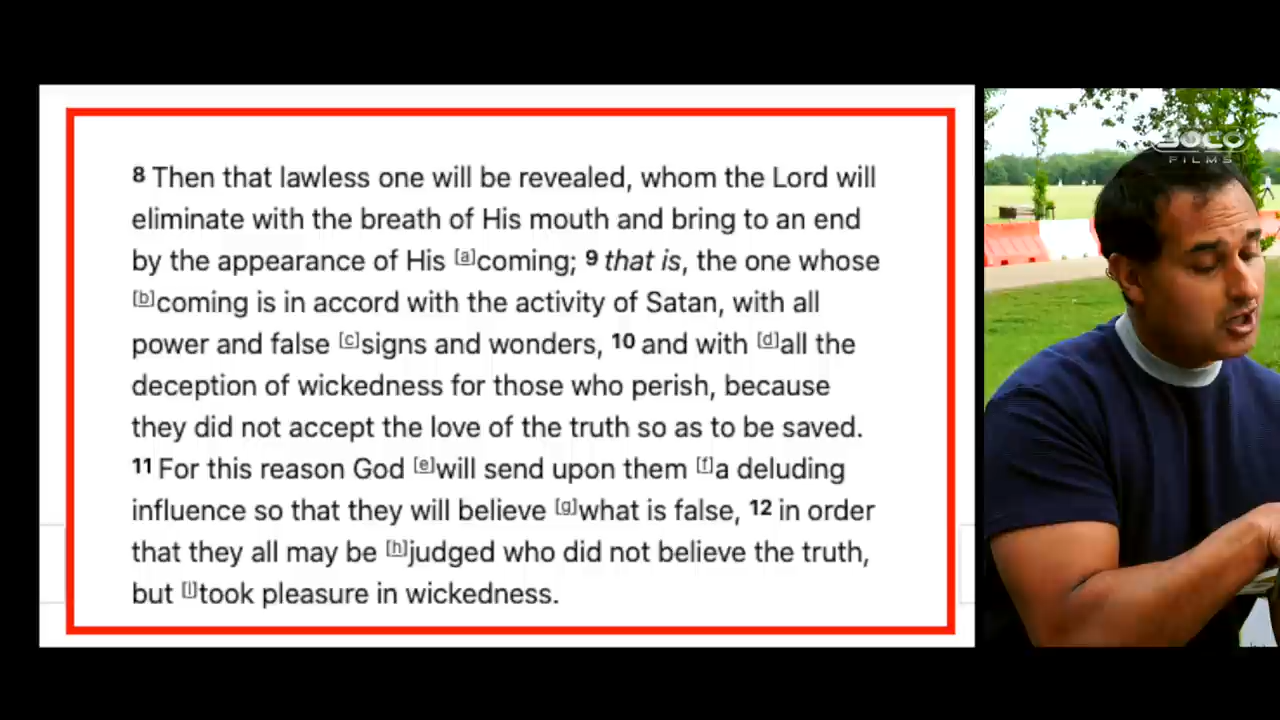 8 Then that lawless one will be revealed, whom the Lord will
eliminate with the breath of His mouth and bring to an end
by the appearance of His [a]coming; 9 that is, the one whose
[b]coming is in accord with the activity of Satan, with all
power and false [c]signs and wonders, 10 and with [d]all the
deception of wickedness for those who perish, because
they did not accept the love of the truth so as to be saved.
11 For this reason God [e]will send upon them [f]a deluding
influence so that they will believe [g]what is false, 12 in order
that they all may be [h]judged who did not believe the truth,
but [i]took pleasure in wickedness.
SOCO
FILMS